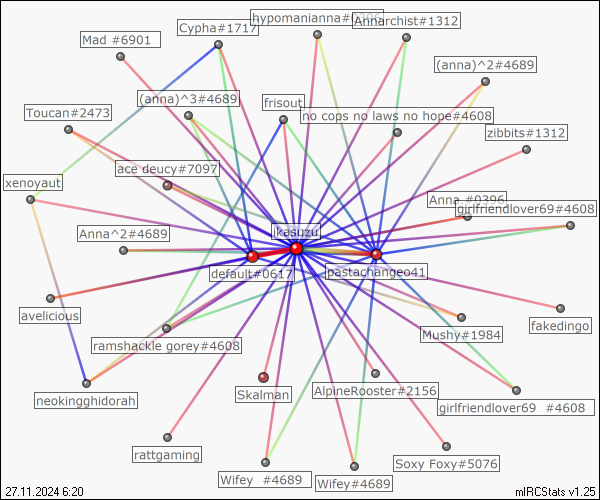 hypomanianna#0396
Annarchist#1312
Cypha#1717
Mad #6901
(anna)^2#4689
(anna)^3#4689
frisout
Toucan#2473
no cops no laws no hope#4608
zibbits#1312
ace deucy#7097
xenoyaut
Anna #0396
girlfriendlover69#4608
ikasuzu
Anna^2#4689
default#0617
pastachangeo41
avelicious
fakedingo
Mushy#1984
ramshackle gorey#4608
Skalman
AlpineRooster#2156
neokingghidorah
girlfriendlover69  #4608
rattgaming
Soxy Foxy#5076
Wifey  #4689
Wifey#4689
27.11.2024 6:20
mIRCStats v1.25